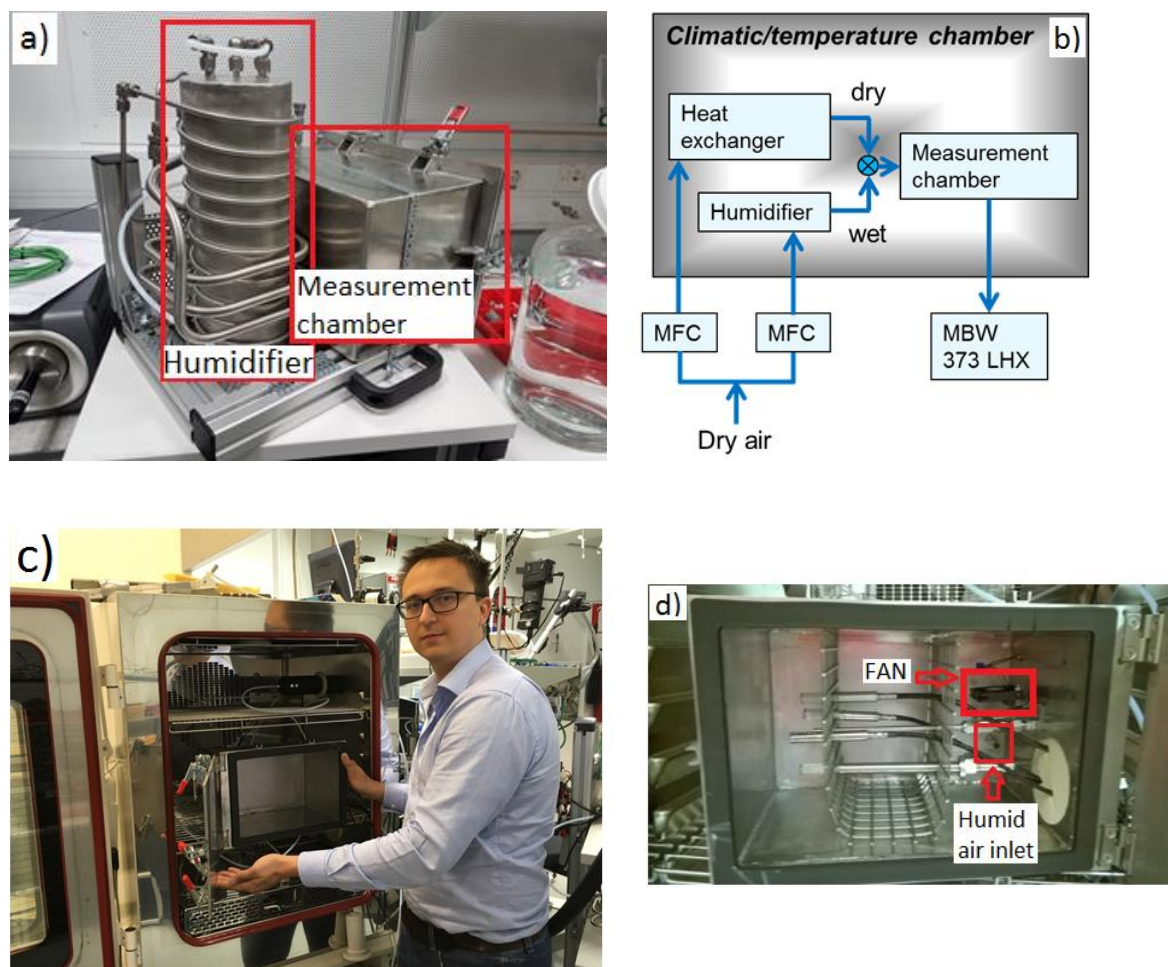 a)
Humidifier
Measurement
chamber
b)
Climatic/temperature chamber
dry
Heat
exchanger
Measurement
chamber
Humidifier
wet
MFC
MFC
MBW
373 LHX
Dry air
c)
d)
FAN
Humid
air inlet